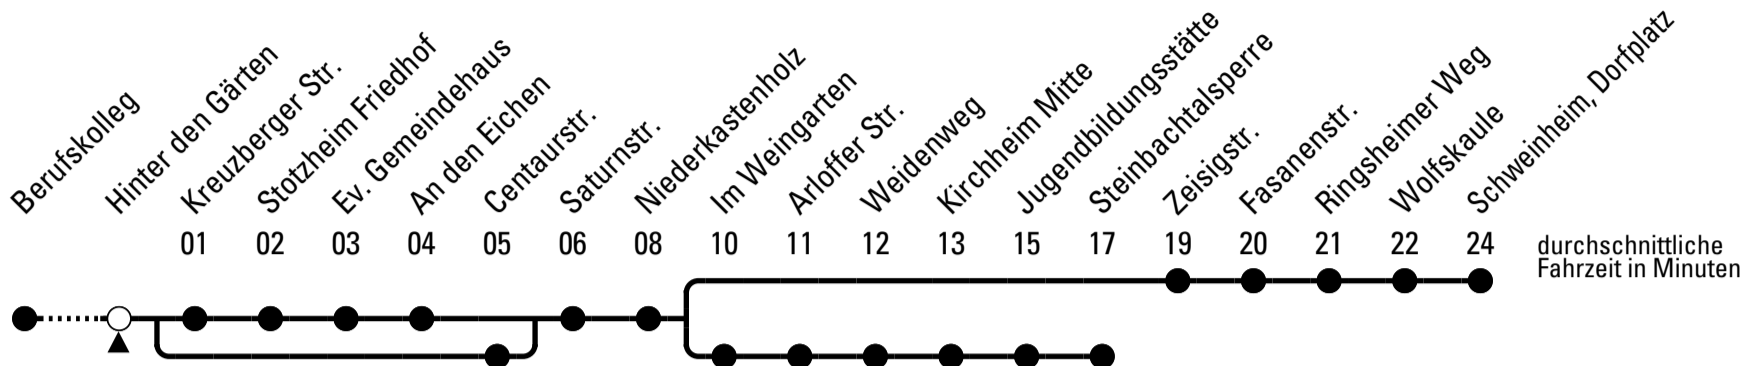 Berufskolleg
Hinter den Gärten
Kreuzberger Str.
Stotzheim Friedhof
Ev. Gemeindehaus
An den Eichen
Centaurstr.
Saturnstr.
Niederkastenholz
Im Weingarten
Arloffer Str.
Weidenweg
Kirchheim Mitte
Jugendbildungsstätte
Steinbachtalsperre
Zeisigstr.
Fasanenstr.
Ringsheimer Weg
Wolfskaule
Schweinheim, Dorfplatz
01 02 03 04 05 06 08 10 11 12 13 15 17 19 20 21 22 24
durchschnittliche
Fahrzeit in Minuten